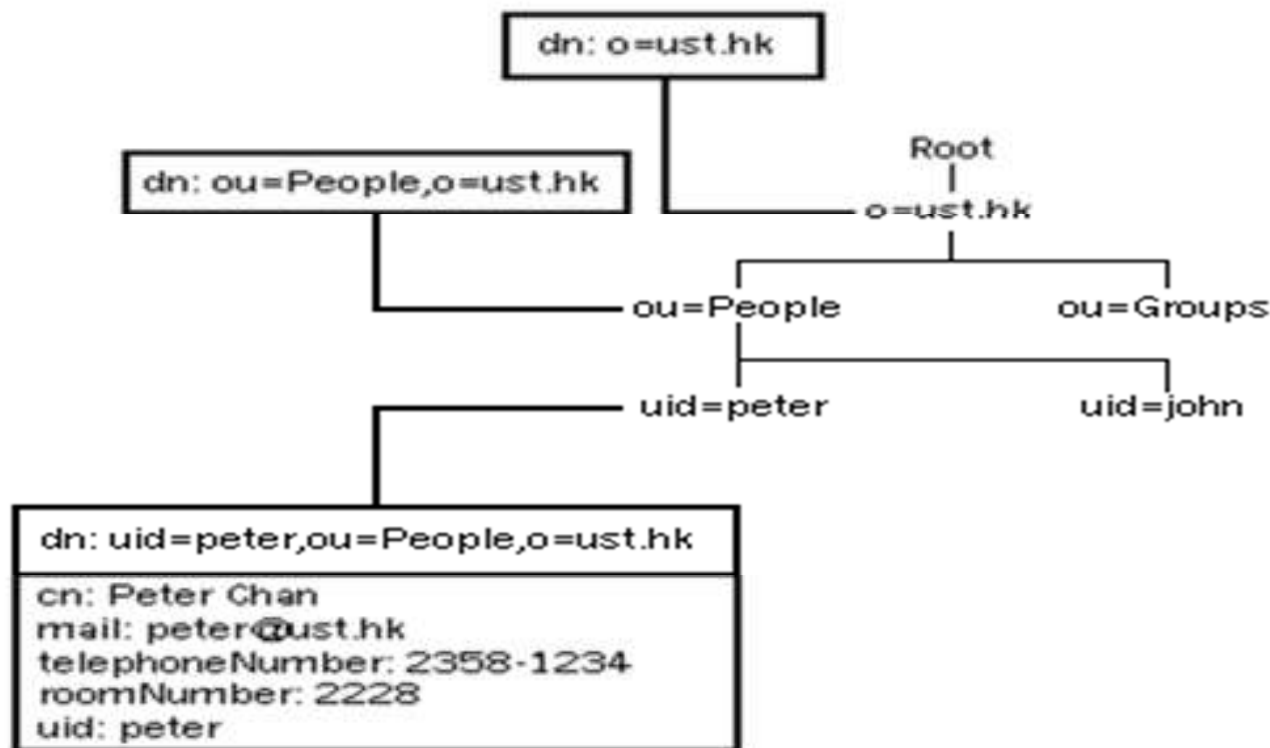 dn: o=ust.hk
Root
dn: ou=People,o=ust.hk
o=ust.hk
ou=People
ou=Groups
uid=peter
uid=john
dn: uid=peter,ou=People,o=ust.hk
cn: Peter Chan
mail: peter@ust.hk
telephoneNumber: 2358-1234
roomNumber: 2228
uid: peter